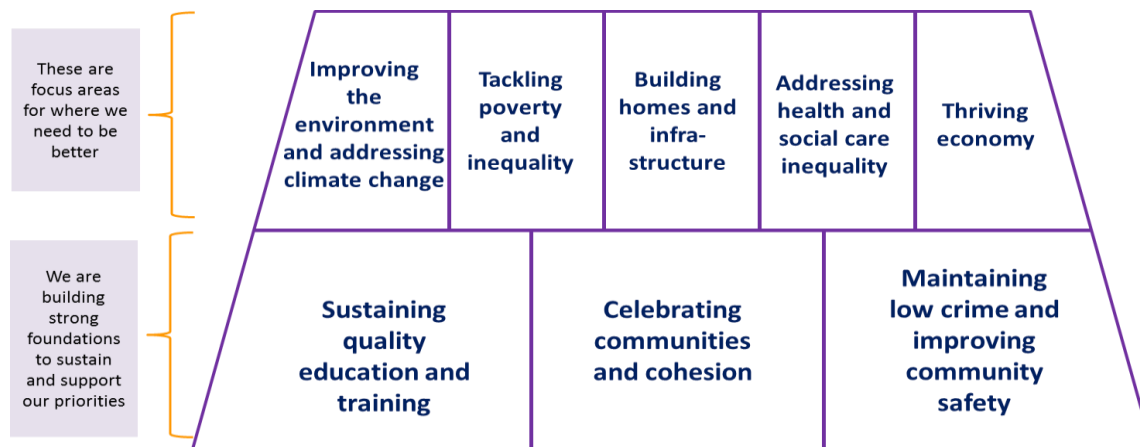 These are
focus areas
for where we
need to be
better
Improving
the
environment
and addressing
climate change
Tackling
poverty
and
inequality
Building
homes and
infra-
structure
Addressing
health and
social care
inequality
Thriving
economy
We are
building
strong
foundations
to sustain
and support
our priorities
Sustaining
quality
education and
training
Celebrating
communities
and cohesion
Maintaining
low crime and
improving
community
safety